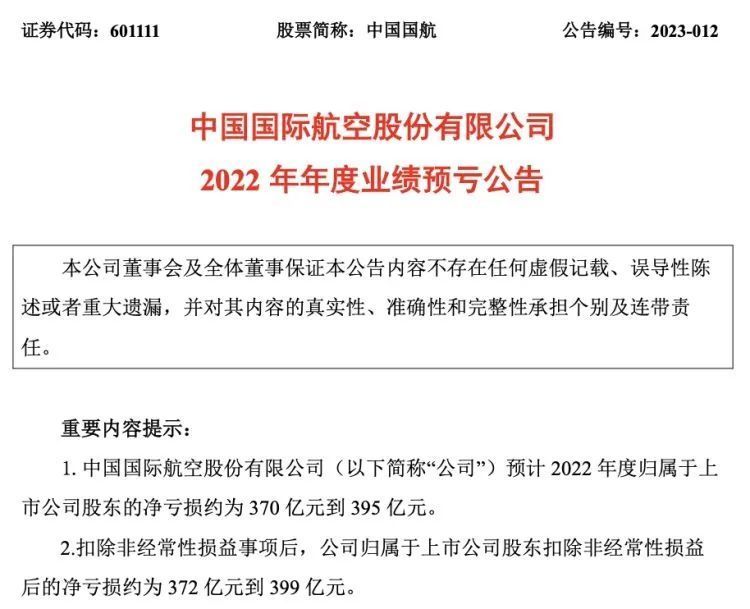 证券代码：601111 股票简称：中国国航 公告编号：2023-012
中国国际航空股份有限公司
2022 年年度业绩预亏公告
本公司董事会及全体董事保证本公告内容不存在任何虚假记载、误导性陈
述或者重大遗漏，并对其内容的真实性、准确性和完整性承担个别及连带责
任。
重要内容提示：
1. 中国国际航空股份有限公司（以下简称“公司”）预计 2022 年度归属于上
市公司股东的净亏损约为 370 亿元到 395 亿元。
2.扣除非经常性损益事项后，公司归属于上市公司股东扣除非经常性损益
后的净亏损约为 372 亿元到 399 亿元。